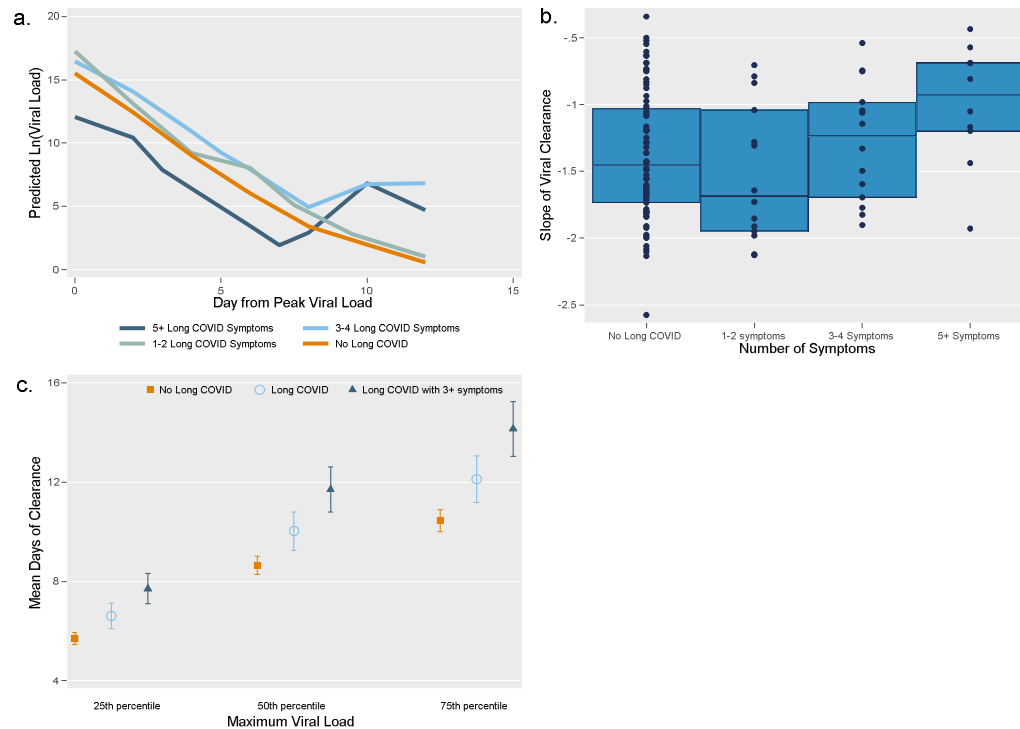 a.
20
15
10
5
0
Predicted Ln(Viral Load)
0 5 10 15
Day from Peak Viral Load
5+ Long COVID Symptoms 3-4 Long COVID Symptoms
1-2 Long COVID Symptoms No Long COVID
b.
-.5
-1
-1.5
-2
-2.5
Slope of Viral Clearance
No Long COVID 1-2 symptoms 3-4 Symptoms 5+ Symptoms
Number of Symptoms
c.
No Long COVID Long COVID Long COVID with 3+ symptoms
16
12
8
4
Mean Days of Clearance
25th percentile 50th percentile 75th percentile
Maximum Viral Load